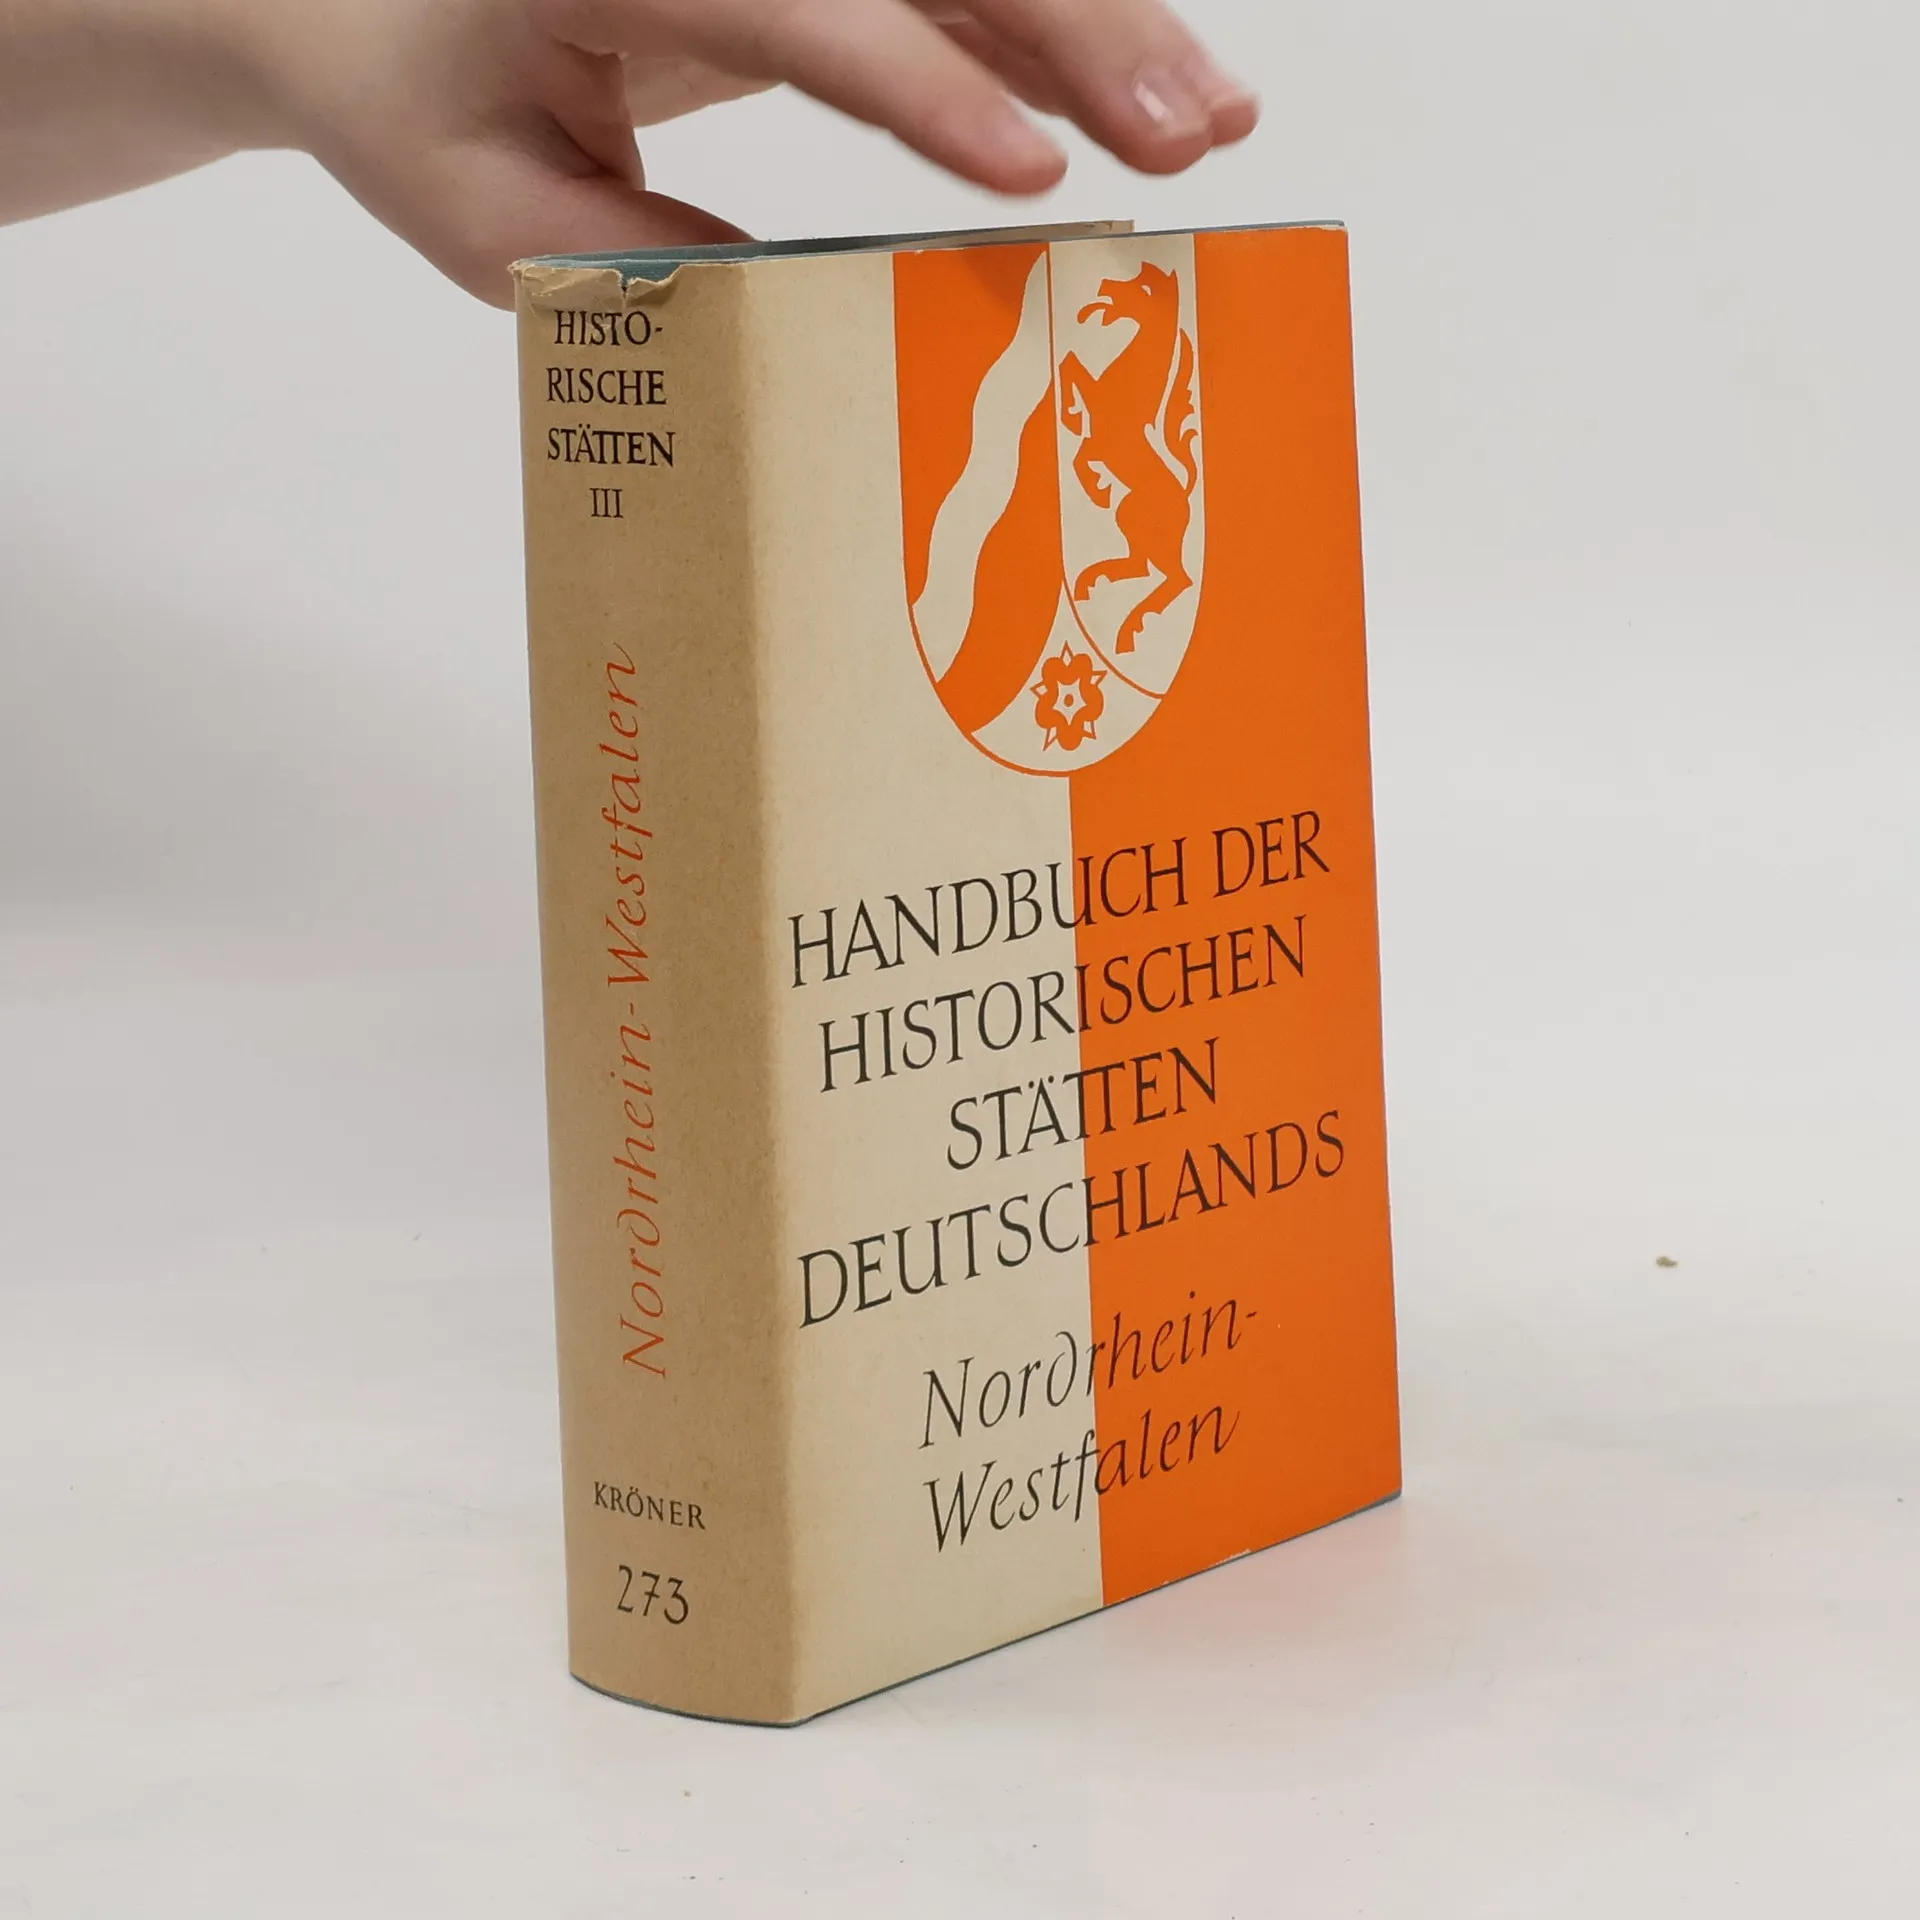 HISTO-
RISCHE
STÄTTEN
III
Nordrhein-Westfalen
KRÖNER
273
HANDBUCH DER
HISTORISCHEN
STÄTTEN
DEUTSCHLANDS
Nordrhein-
Westfalen